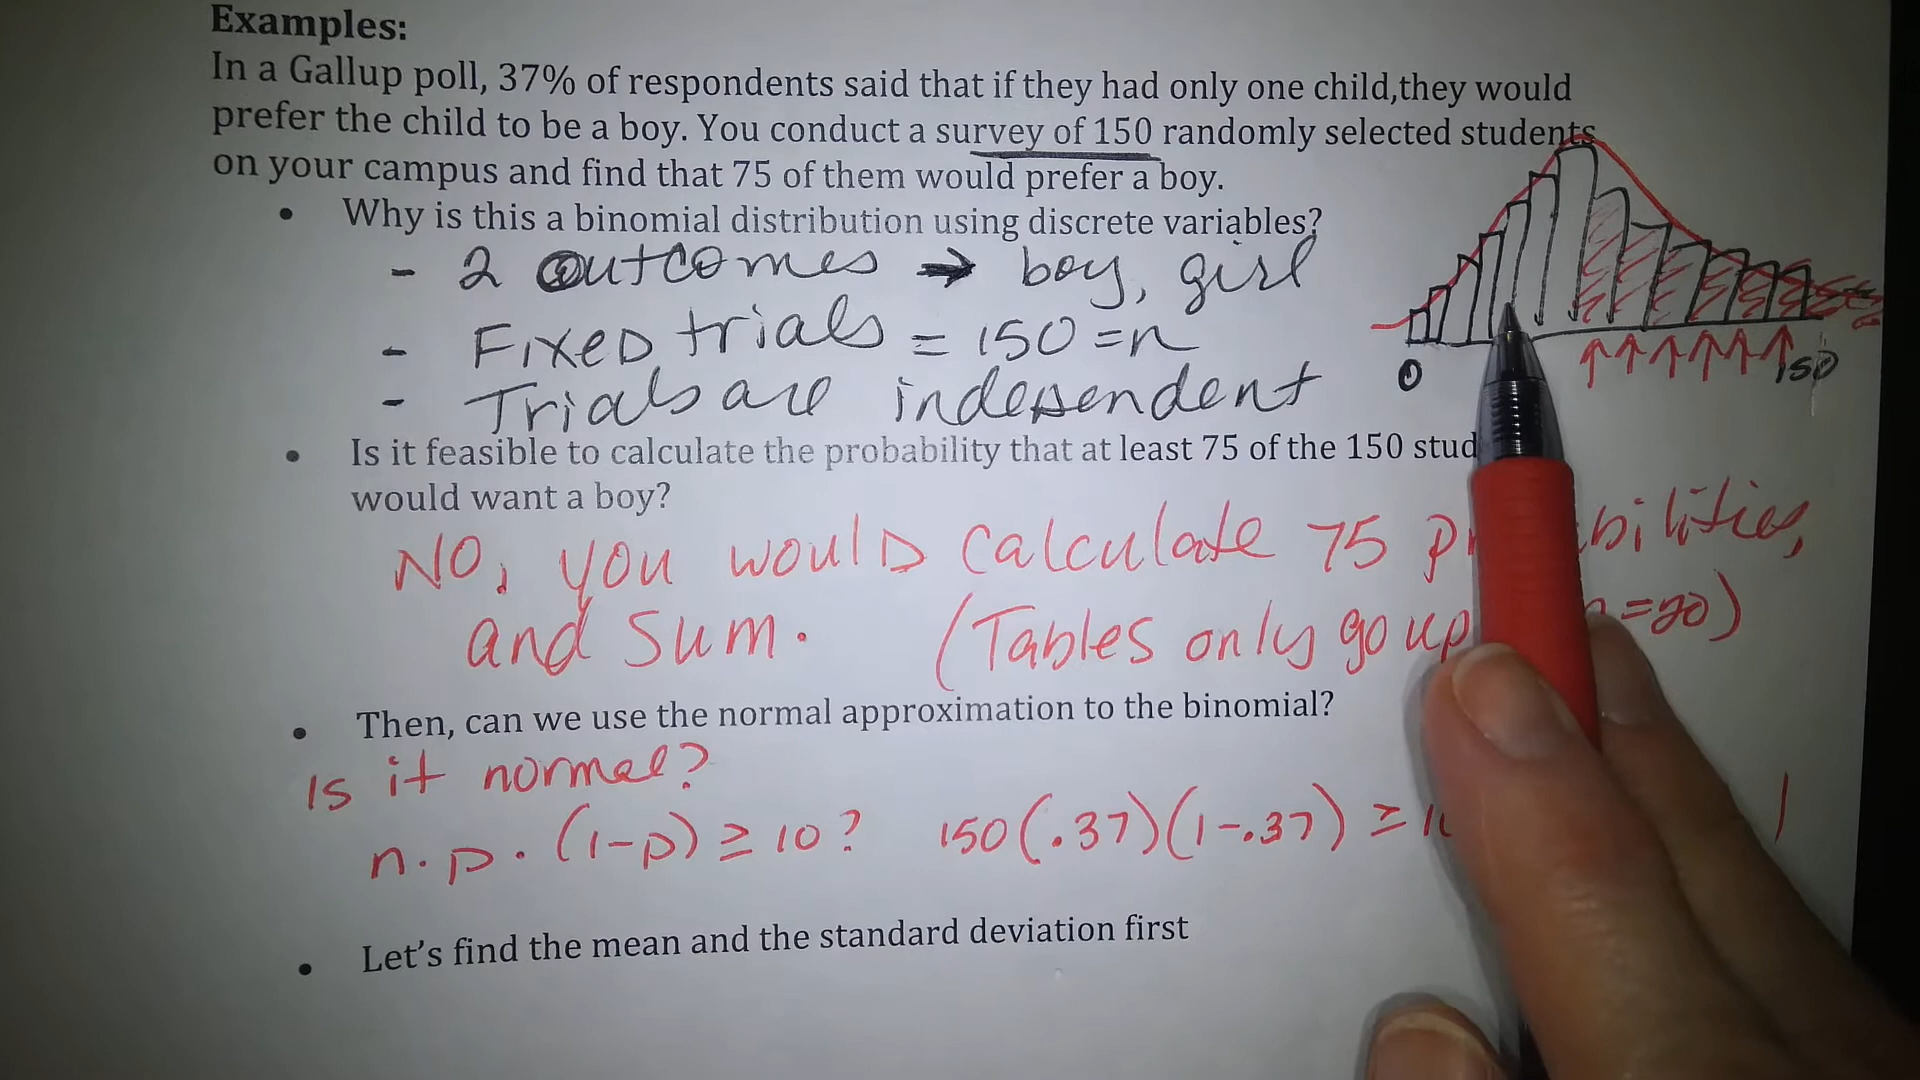 Examples:
In a Gallup poll, 37% of respondents said that if they had only one child,they would
prefer the child to be a boy. You conduct a survey of 150 randomly selected students
on your campus and find that 75 of them would prefer a boy.
• Why is this a binomial distribution using discrete variables?
- 2 outcomes → boy, girl
- Fixed trials = 150 = n
- Trials are independent
0 150
• Is it feasible to calculate the probability that at least 75 of the 150 stud
would want a boy?
NO, you would calculate 75 p bilities,
and sum. (Tables only go up n=20)
• Then, can we use the normal approximation to the binomial?
Is it normal?
n·p·(1-p) ≥ 10? 150(.37)(1-.37) ≥ 10
• Let's find the mean and the standard deviation first